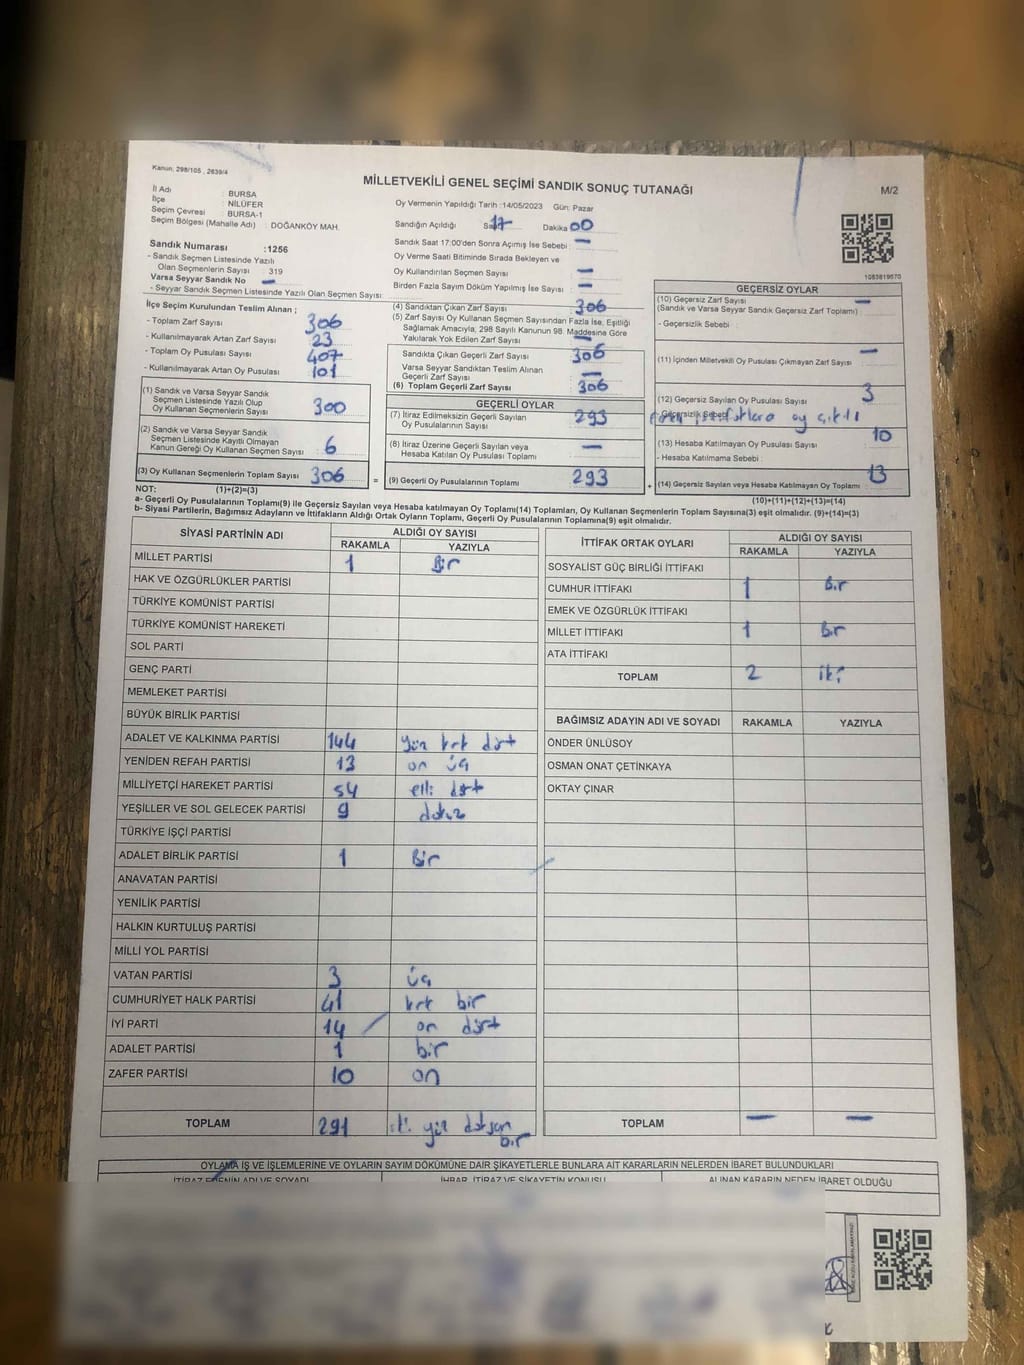 Kanun, 298/105 , 2839/4
MİLLETVEKİLİ GENEL SEÇİMİ SANDIK SONUÇ TUTANAĞI
M/2
İl Adı : BURSA
İlçe : NİLÜFER
Seçim Çevresi : BURSA-1
Seçim Bölgesi (Mahalle Adı) : DOĞANKÖY MAH.
Oy Vermenin Yapıldığı Tarih :14/05/2023 Gün: Pazar
Sandığın Açıldığı Saat 17 Dakika 00
Sandık Saat 17:00'den Sonra Açımış İse Sebebi : —
Oy Verme Saati Bitiminde Sırada Bekleyen ve
Oy Kullandırılan Seçmen Sayısı —
Birden Fazla Sayım Döküm Yapılmış İse Sayısı : —
Sandık Numarası :1256
- Sandık Seçmen Listesinde Yazılı
Olan Seçmenlerin Sayısı : 319
Varsa Seyyar Sandık No —
- Seyyar Sandık Seçmen Listesinde Yazılı Olan Seçmen Sayısı:
1083819670
İlçe Seçim Kurulundan Teslim Alınan ;
- Toplam Zarf Sayısı 306
- Kullanılmayarak Artan Zarf Sayısı : 23
- Toplam Oy Pusulası Sayısı 407
- Kullanılmayarak Artan Oy Pusulası : 101
(1) Sandık ve Varsa Seyyar Sandık
Seçmen Listesinde Yazılı Olup
Oy Kullanan Seçmenlerin Sayısı : 300
(2) Sandık ve Varsa Seyyar Sandık
Seçmen Listesinde Kayıtlı Olmayan
Kanun Gereği Oy Kullanan Seçmen Sayısı : 6
(3) Oy Kullanan Seçmenlerin Toplam Sayısı : 306
(4) Sandıktan Çıkan Zarf Sayısı : 306
(5) Zarf Sayısı Oy Kullanan Seçmen Sayısından Fazla İse, Eşitliği
Sağlamak Amacıyla, 298 Sayılı Kanunun 98. Maddesine Göre
Yakılarak Yok Edilen Zarf Sayısı : —
Sandıkta Çıkan Geçerli Zarf Sayısı : 306
Varsa Seyyar Sandıktan Teslim Alınan
Geçerli Zarf Sayısı : —
(6) Toplam Geçerli Zarf Sayısı : 306
GEÇERLİ OYLAR
(7) İtiraz Edilmeksizin Geçerli Sayılan
Oy Pusulalarının Sayısı : 293
(8) İtiraz Üzerine Geçerli Sayılan veya
Hesaba Katılan Oy Pusulası Toplamı : —
= (9) Geçerli Oy Pusulalarının Toplamı : 293
GEÇERSİZ OYLAR
(10) Geçersiz Zarf Sayısı : —
(Sandık ve Varsa Seyyar Sandık Geçersiz Zarf Toplamı)
- Geçersizlik Sebebi :
(11) İçinden Milletvekili Oy Pusulası Çıkmayan Zarf Sayısı : —
(12) Geçersiz Sayılan Oy Pusulası Sayısı : 3
- Geçersizlik Sebebi oy çıktı
(13) Hesaba Katılmayan Oy Pusulası Sayısı : 10
- Hesaba Katılmama Sebebi :
+ (14) Geçersiz Sayılan veya Hesaba Katılmayan Oy Toplamı : 13
NOT: (1)+(2)=(3)
(10)+(11)+(12)+(13)=(14)
a- Geçerli Oy Pusulalarının Toplamı(9) ile Geçersiz Sayılan veya Hesaba katılmayan Oy Toplamı(14) Toplamları, Oy Kullanan Seçmenlerin Toplam Sayısına(3) eşit olmalıdır. (9)+(14)=(3)
b- Siyasi Partilerin, Bağımsız Adayların ve İttifakların Aldığı Ortak Oyların Toplamı, Geçerli Oy Pusulalarının Toplamına(9) eşit olmalıdır.
SİYASİ PARTİNİN ADI ALDIĞI OY SAYISI
RAKAMLA YAZIYLA
MİLLET PARTİSİ 1 Bir
HAK VE ÖZGÜRLÜKLER PARTİSİ
TÜRKİYE KOMÜNİST PARTİSİ
TÜRKİYE KOMÜNİST HAREKETİ
SOL PARTİ
GENÇ PARTİ
MEMLEKET PARTİSİ
BÜYÜK BİRLİK PARTİSİ
ADALET VE KALKINMA PARTİSİ 144 yüz kırk dört
YENİDEN REFAH PARTİSİ 13 on üç
MİLLİYETÇİ HAREKET PARTİSİ 54 elli dört
YEŞİLLER VE SOL GELECEK PARTİSİ 9 dokuz
TÜRKİYE İŞÇİ PARTİSİ
ADALET BİRLİK PARTİSİ 1 Bir
ANAVATAN PARTİSİ
YENİLİK PARTİSİ
HALKIN KURTULUŞ PARTİSİ
MİLLİ YOL PARTİSİ
VATAN PARTİSİ 3 üç
CUMHURİYET HALK PARTİSİ 41 kırk bir
İYİ PARTİ 14 on dört
ADALET PARTİSİ 1 bir
ZAFER PARTİSİ 10 on
TOPLAM 291 iki yüz doksan bir
İTTİFAK ORTAK OYLARI ALDIĞI OY SAYISI
RAKAMLA YAZIYLA
SOSYALİST GÜÇ BİRLİĞİ İTTİFAKI
CUMHUR İTTİFAKI 1 Bir
EMEK VE ÖZGÜRLÜK İTTİFAKI
MİLLET İTTİFAKI 1 Bir
ATA İTTİFAKI
TOPLAM 2 iki
BAĞIMSIZ ADAYIN ADI VE SOYADI RAKAMLA YAZIYLA
ÖNDER ÜNLÜSOY
OSMAN ONAT ÇETİNKAYA
OKTAY ÇINAR
TOPLAM — —
OYLAMA İŞ VE İŞLEMLERİNE VE OYLARIN SAYIM DÖKÜMÜNE DAİR ŞİKAYETLERLE BUNLARA AİT KARARLARIN NELERDEN İBARET BULUNDUKLARI
İTİRAZ EDENİN ADI VE SOYADI İHBAR, İTİRAZ VE ŞİKAYETİN KONUSU ALINAN KARARIN NEDEN İBARET OLDUĞU